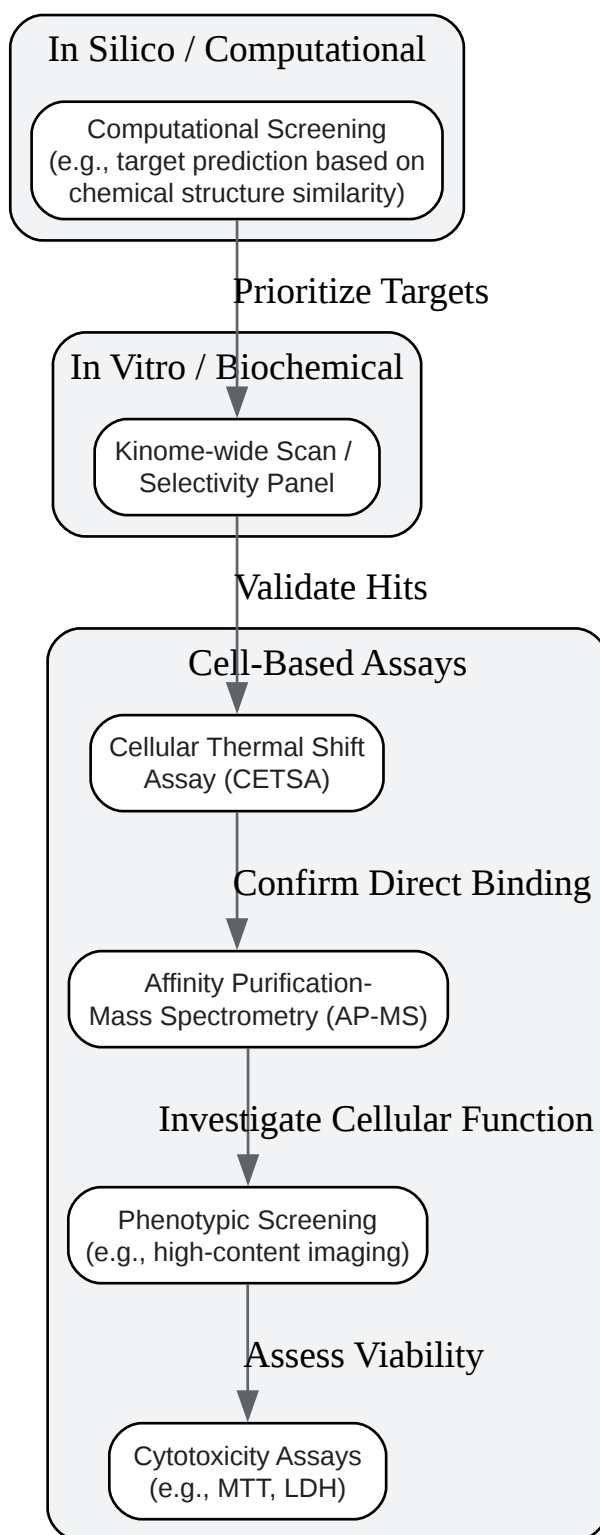 In Silico / Computational
Computational Screening
(e.g., target prediction based on
chemical structure similarity)
Prioritize Targets
In Vitro / Biochemical
Kinome-wide Scan /
Selectivity Panel
Validate Hits
Cell-Based Assays
Cellular Thermal Shift
Assay (CETSA)
Confirm Direct Binding
Affinity Purification-
Mass Spectrometry (AP-MS)
Investigate Cellular Function
Phenotypic Screening
(e.g., high-content imaging)
Assess Viability
Cytotoxicity Assays
(e.g., MTT, LDH)